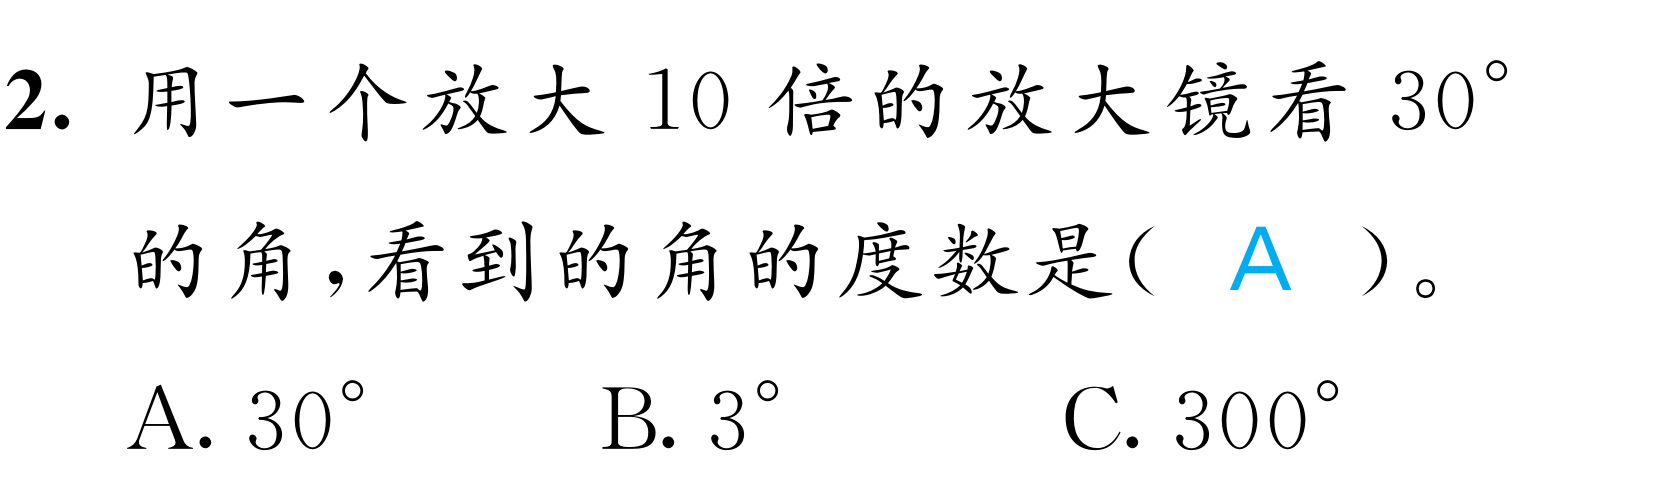 2. 用一个放大 10 倍的放大镜看 30°
的角,看到的角的度数是( A )。
A. 30° B. 3° C. 300°